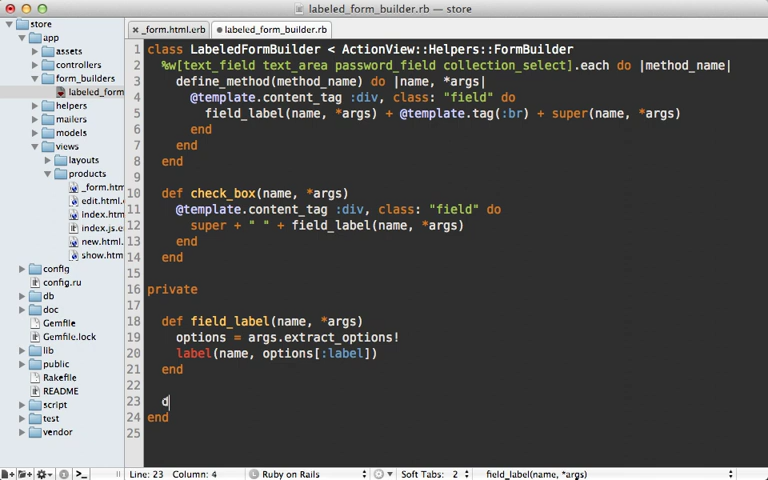 labeled_form_builder.rb — store
store
app
assets
controllers
form_builders
labeled_form
helpers
mailers
models
views
layouts
products
_form.htm
edit.html.
index.htm
index.js.e
new.html.
show.htm
config
config.ru
db
doc
Gemfile
Gemfile.lock
lib
public
Rakefile
README
script
test
vendor
_form.html.erb
labeled_form_builder.rb
1 class LabeledFormBuilder < ActionView::Helpers::FormBuilder
2 %w[text_field text_area password_field collection_select].each do |method_name|
3 define_method(method_name) do |name, *args|
4 @template.content_tag :div, class: "field" do
5 field_label(name, *args) + @template.tag(:br) + super(name, *args)
6 end
7 end
8 end
9
10 def check_box(name, *args)
11 @template.content_tag :div, class: "field" do
12 super + " " + field_label(name, *args)
13 end
14 end
15
16 private
17
18 def field_label(name, *args)
19 options = args.extract_options!
20 label(name, options[:label])
21 end
22
23 d
24 end
25
Line: 23 Column: 4 Ruby on Rails Soft Tabs: 2 field_label(name, *args)